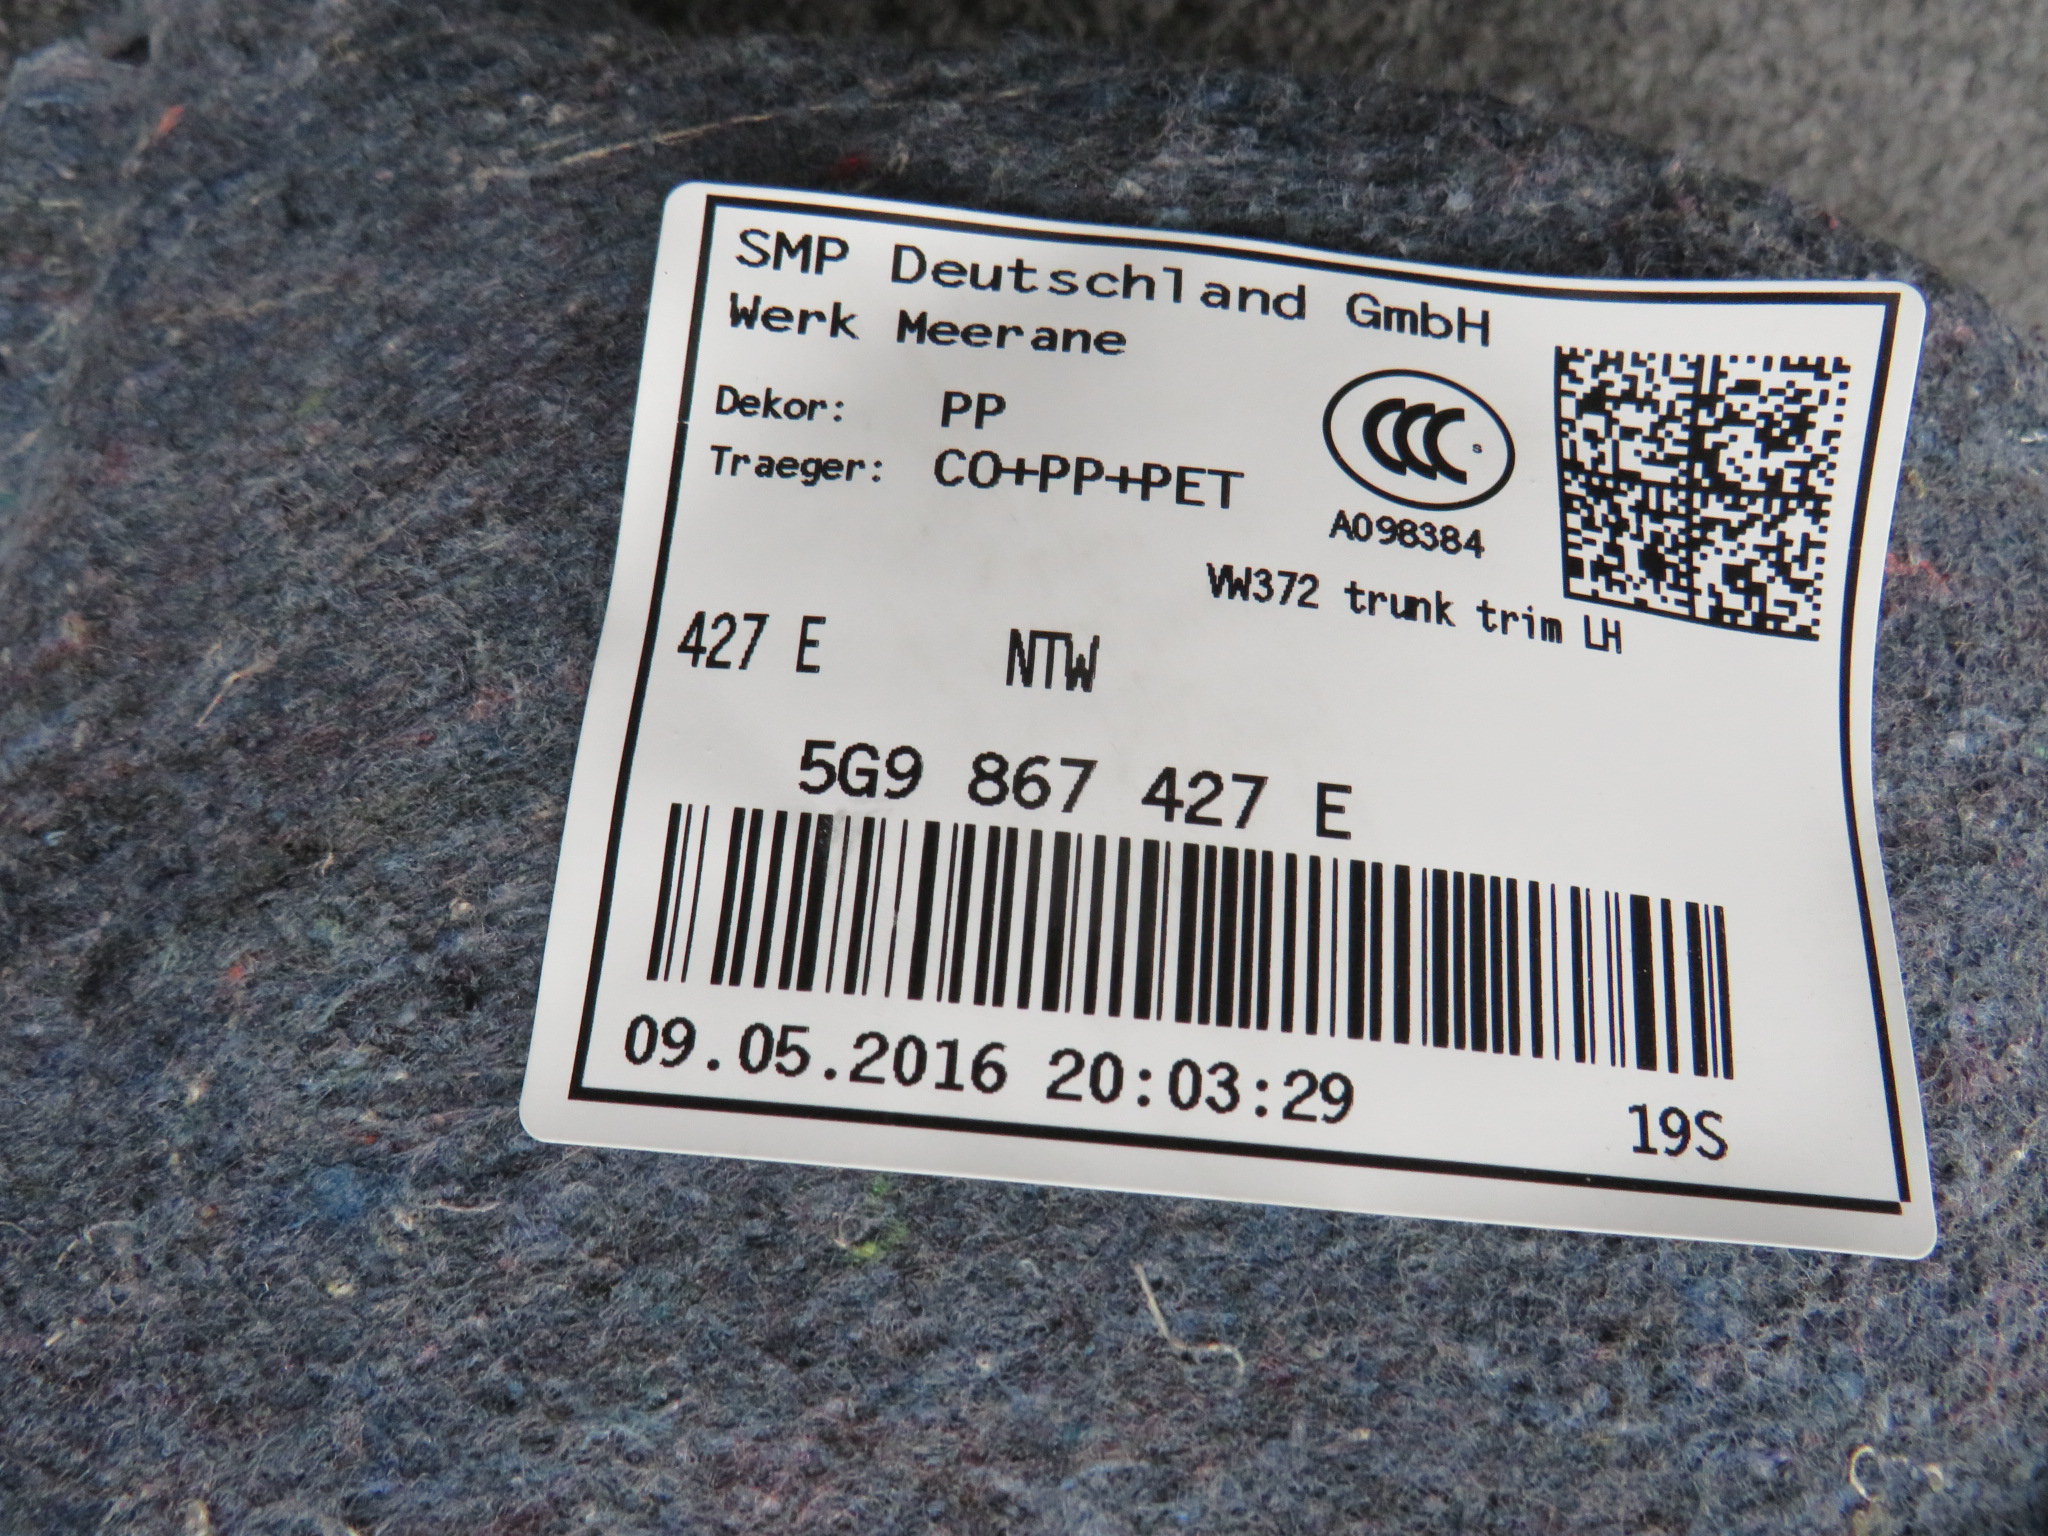 SMP Deutschland GmbH
Werk Meerane
Dekor: PP
Traeger: CO+PP+PET
CCC S
A098384
VW372 trunk trim LH
427 E NTW
5G9 867 427 E
09.05.2016 20:03:29
19S